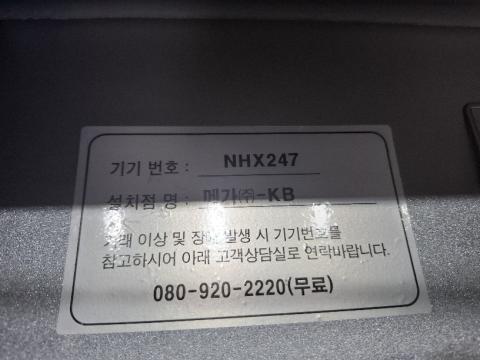 기기 번호 : NHX247
설치점 명 : 메가㈜-KB
거래 이상 및 장애 발생 시 기기번호를
참고하시어 아래 고객상담실로 연락바랍니다.
080-920-2220(무료)